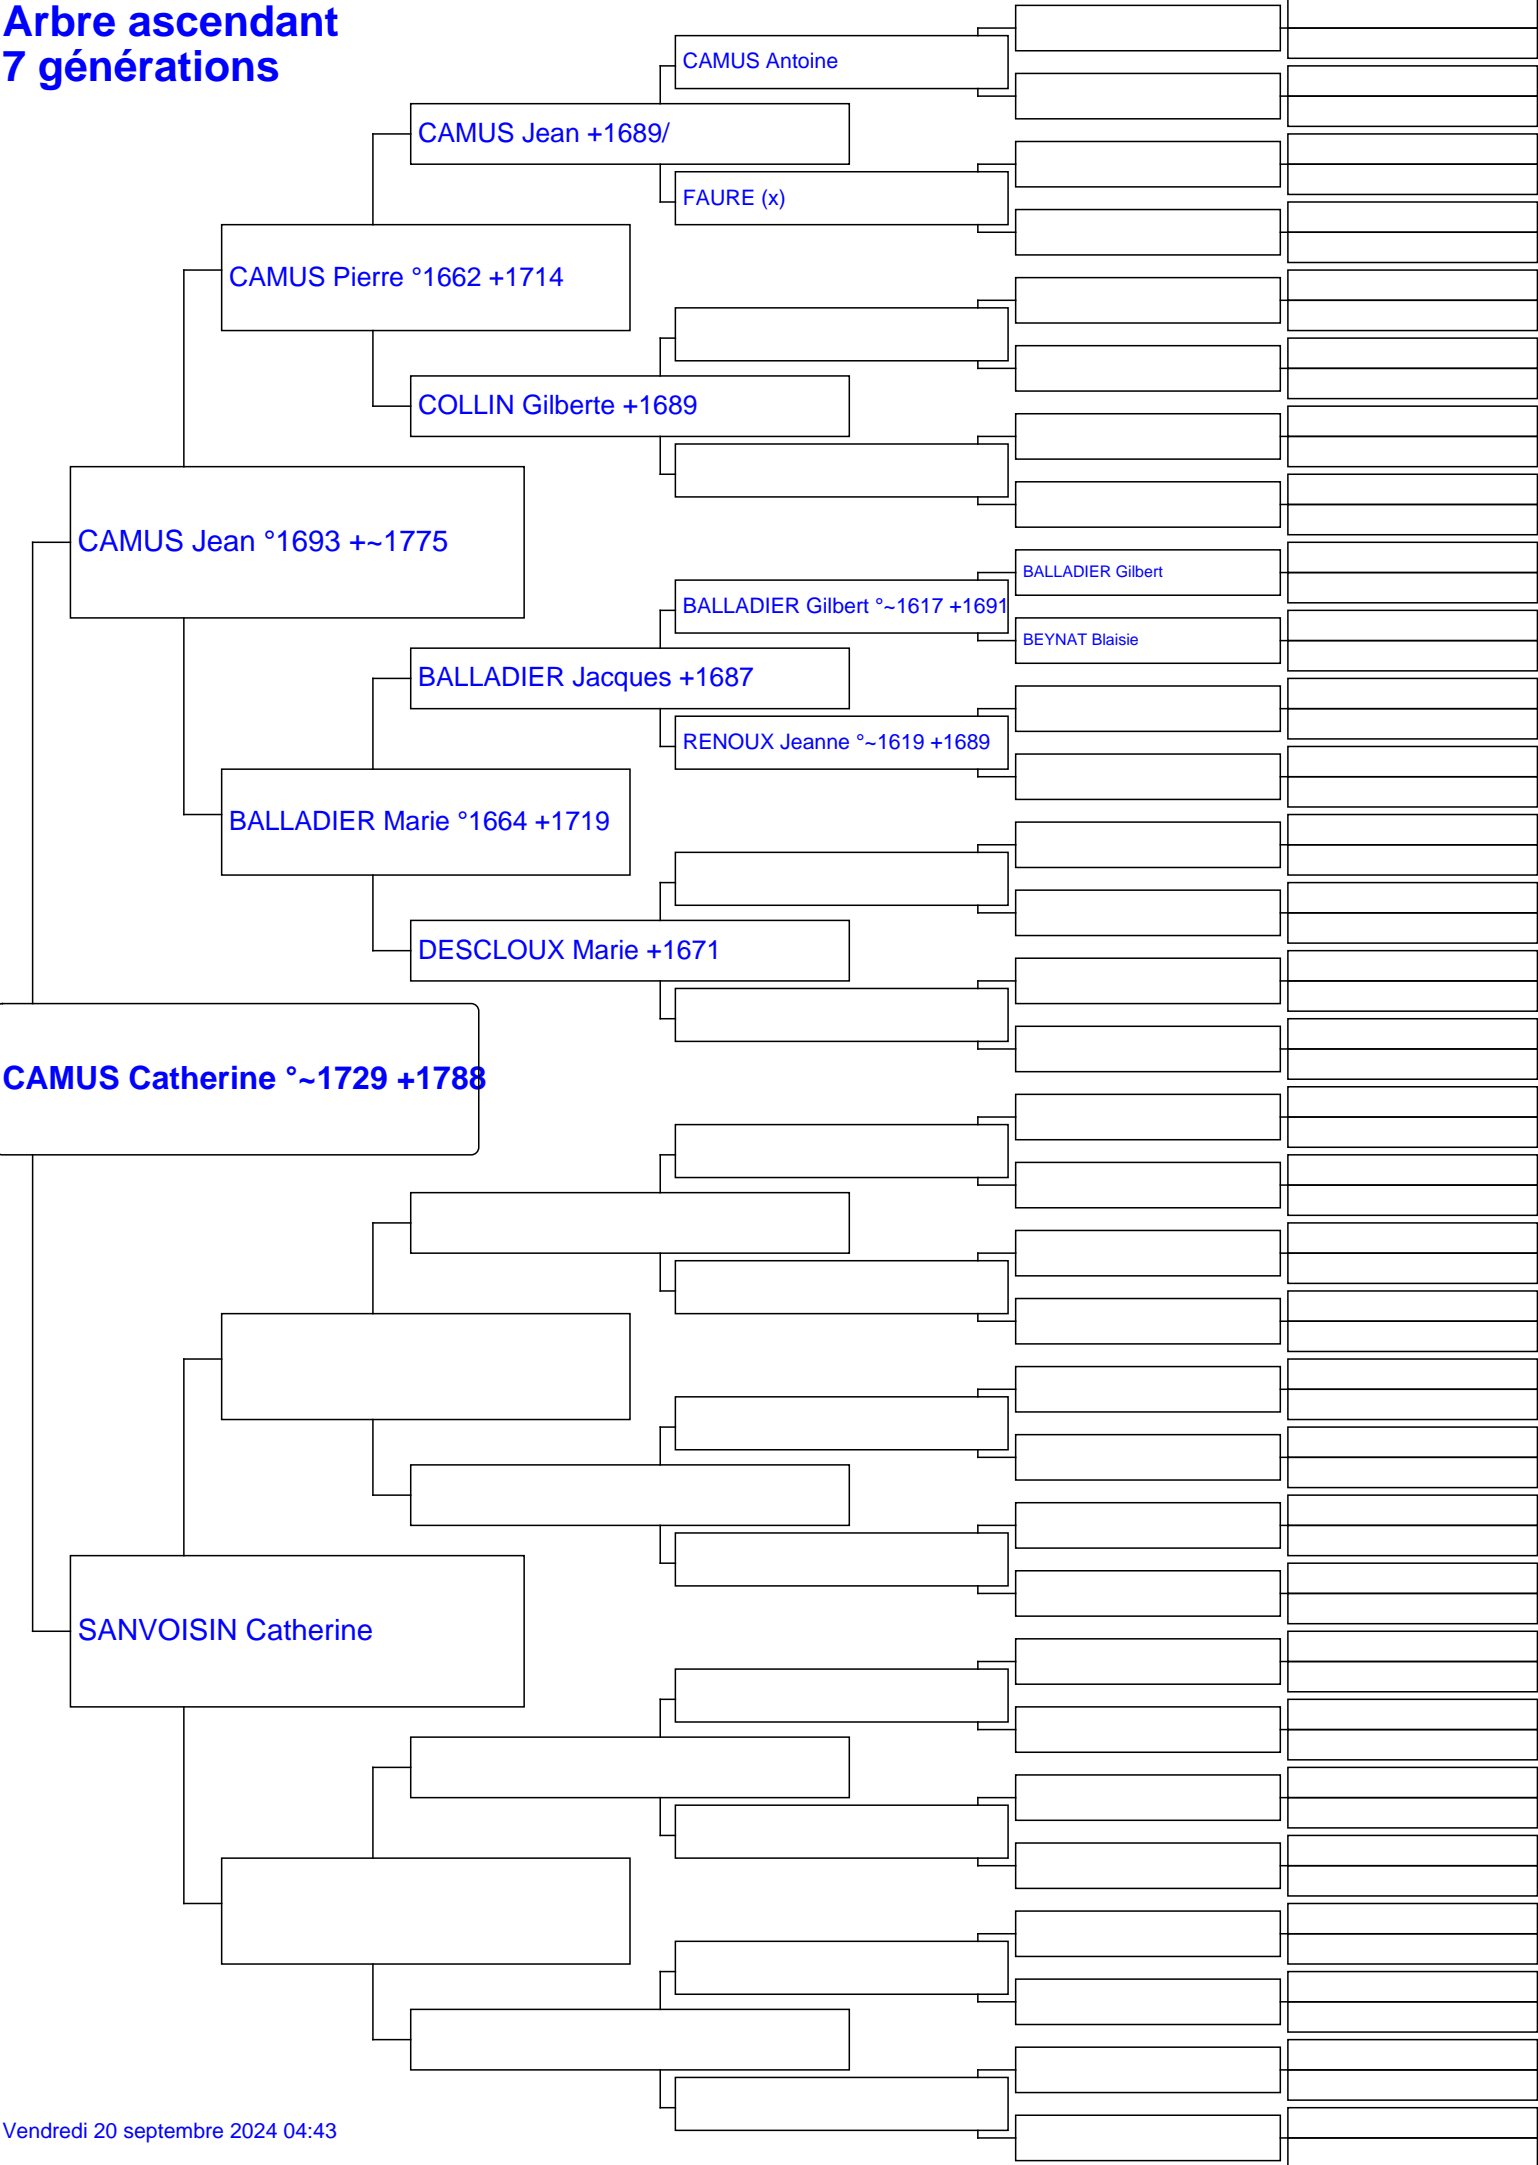 Arbre ascendant
7 générations
CAMUS Antoine
CAMUS Jean +1689/
FAURE (x)
CAMUS Pierre °1662 +1714
COLLIN Gilberte +1689
CAMUS Jean °1693 +~1775
BALLADIER Gilbert
BALLADIER Gilbert °~1617 +1691
BEYNAT Blaisie
BALLADIER Jacques +1687
RENOUX Jeanne °~1619 +1689
BALLADIER Marie °1664 +1719
DESCLOUX Marie +1671
CAMUS Catherine °~1729 +1788
SANVOISIN Catherine
Vendredi 20 septembre 2024 04:43